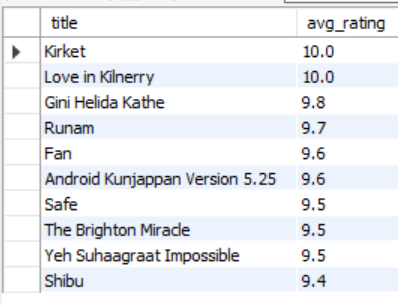 title avg_rating
Kirket 10.0
Love in Kilnerry 10.0
Gini Helida Kathe 9.8
Runam 9.7
Fan 9.6
Android Kunjappan Version 5.25 9.6
Safe 9.5
The Brighton Miracle 9.5
Yeh Suhaagraat Impossible 9.5
Shibu 9.4